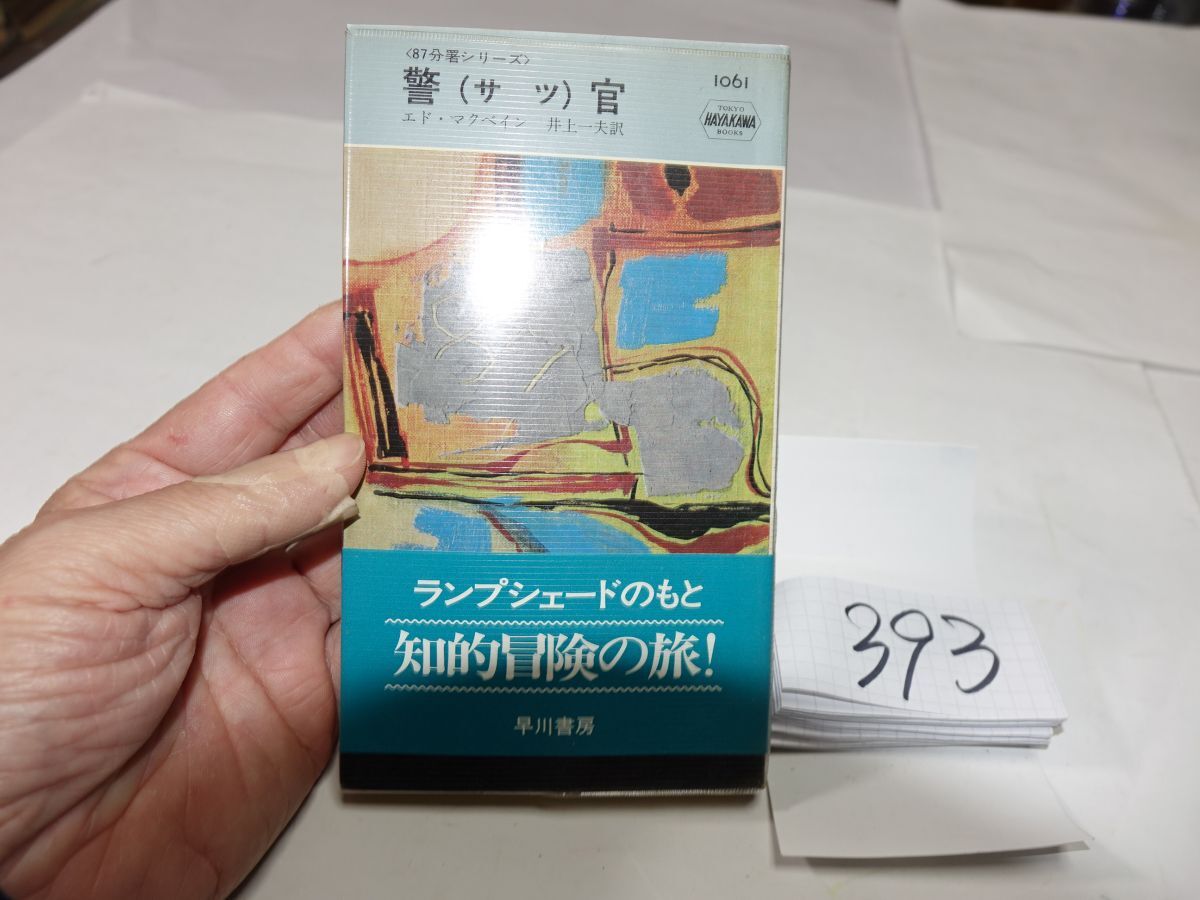 〈87分署シリーズ〉
警(サツ)官
エド・マクベイン 井上一夫訳
1061
TOKYO
HAYAKAWA
BOOKS
ランプシェードのもと
知的冒険の旅!
早川書房
393